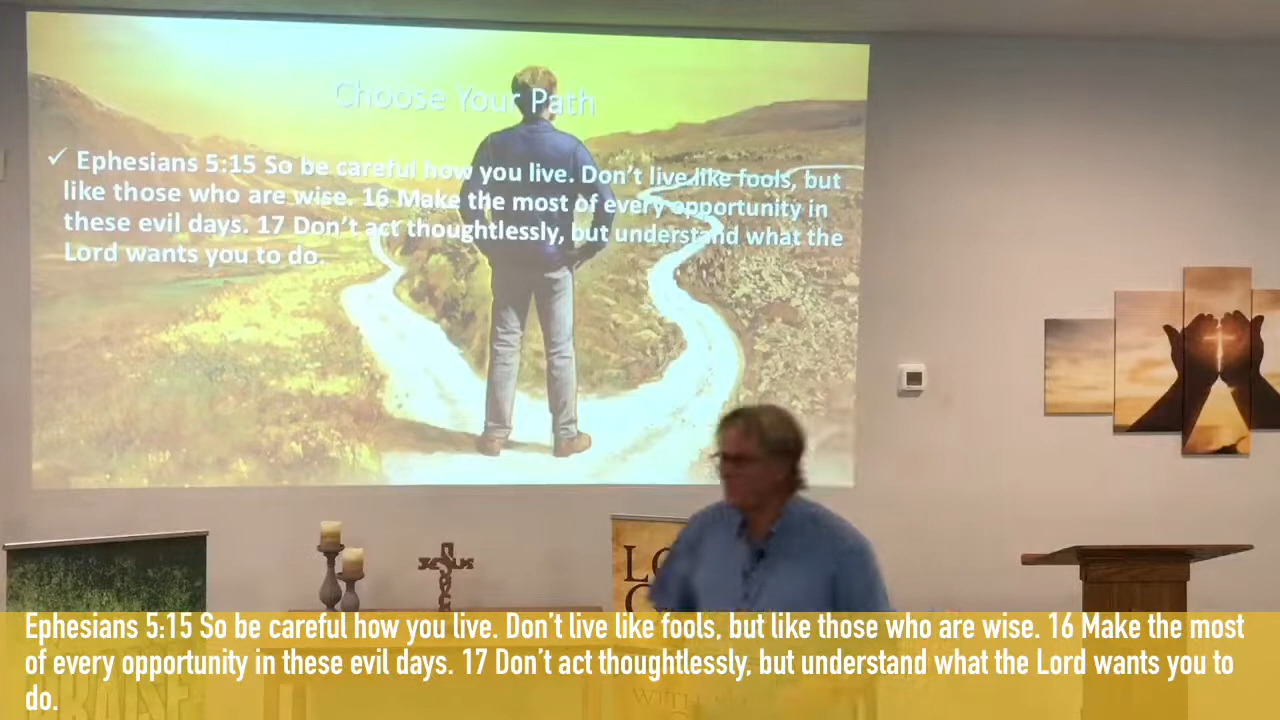 Choose Your Path
✓ Ephesians 5:15 So be careful how you live. Don't live like fools, but
like those who are wise. 16 Make the most of every opportunity in
these evil days. 17 Don't act thoughtlessly, but understand what the
Lord wants you to do.
JESUS
Ephesians 5:15 So be careful how you live. Don't live like fools, but like those who are wise. 16 Make the most
of every opportunity in these evil days. 17 Don't act thoughtlessly, but understand what the Lord wants you to
do.
PRAISE
WITH